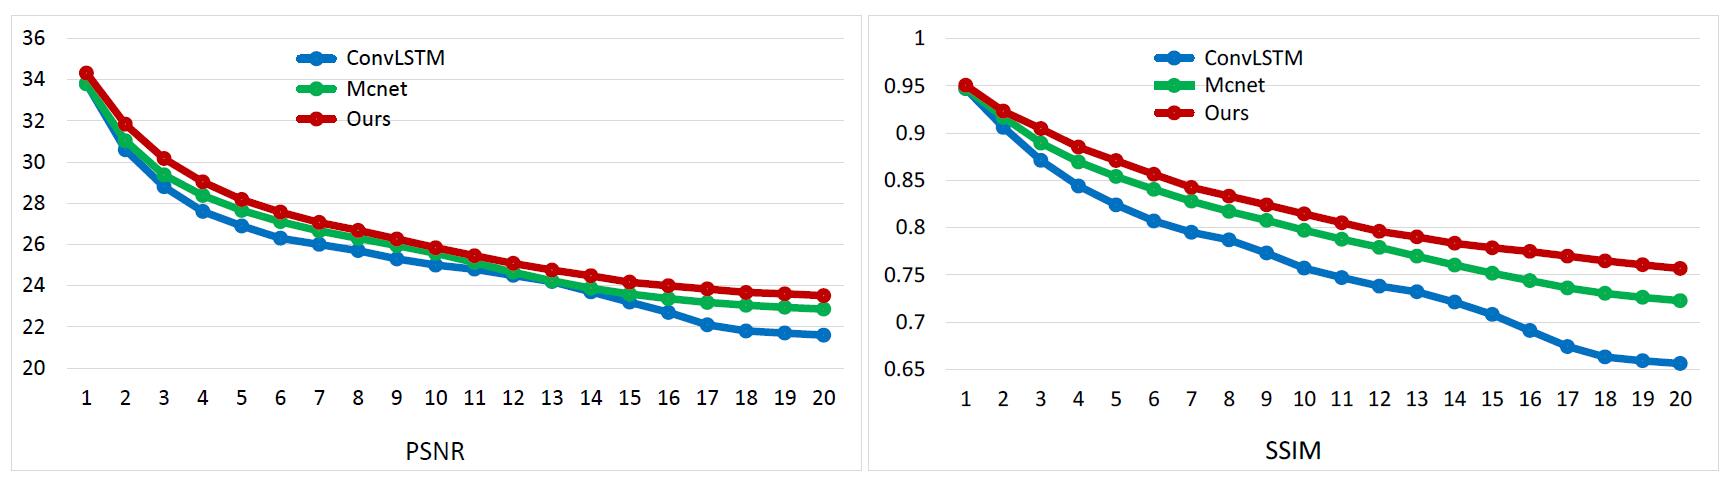 36
34
32
30
28
26
24
22
20
ConvLSTM
Mcnet
Ours
1 2 3 4 5 6 7 8 9 10 11 12 13 14 15 16 17 18 19 20
PSNR
1
0.95
0.9
0.85
0.8
0.75
0.7
0.65
ConvLSTM
Mcnet
Ours
1 2 3 4 5 6 7 8 9 10 11 12 13 14 15 16 17 18 19 20
SSIM